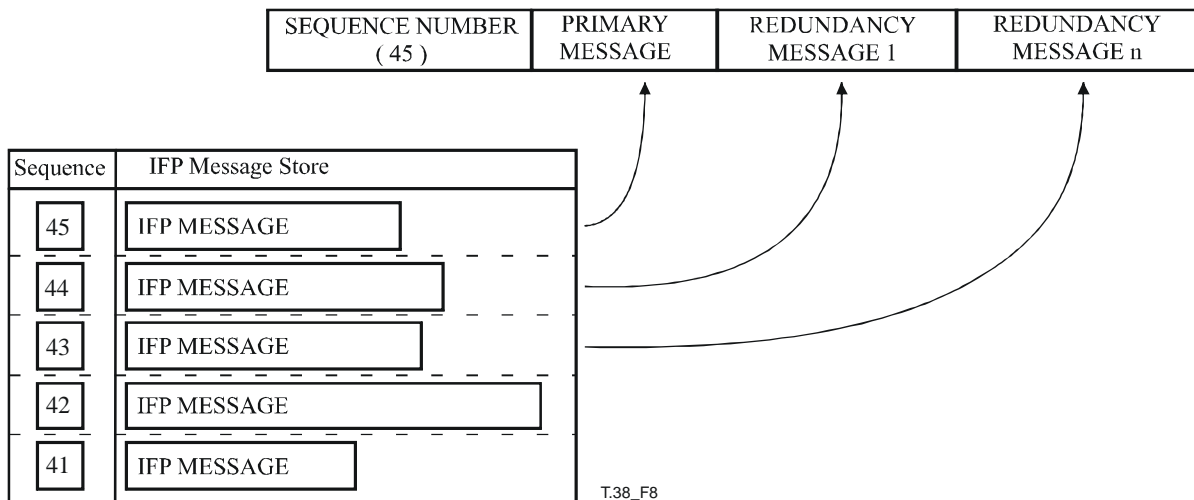 SEQUENCE NUMBER
( 45 )
PRIMARY
MESSAGE
REDUNDANCY
MESSAGE 1
REDUNDANCY
MESSAGE n
Sequence
IFP Message Store
45
IFP MESSAGE
44
IFP MESSAGE
43
IFP MESSAGE
42
IFP MESSAGE
41
IFP MESSAGE
T.38_F8